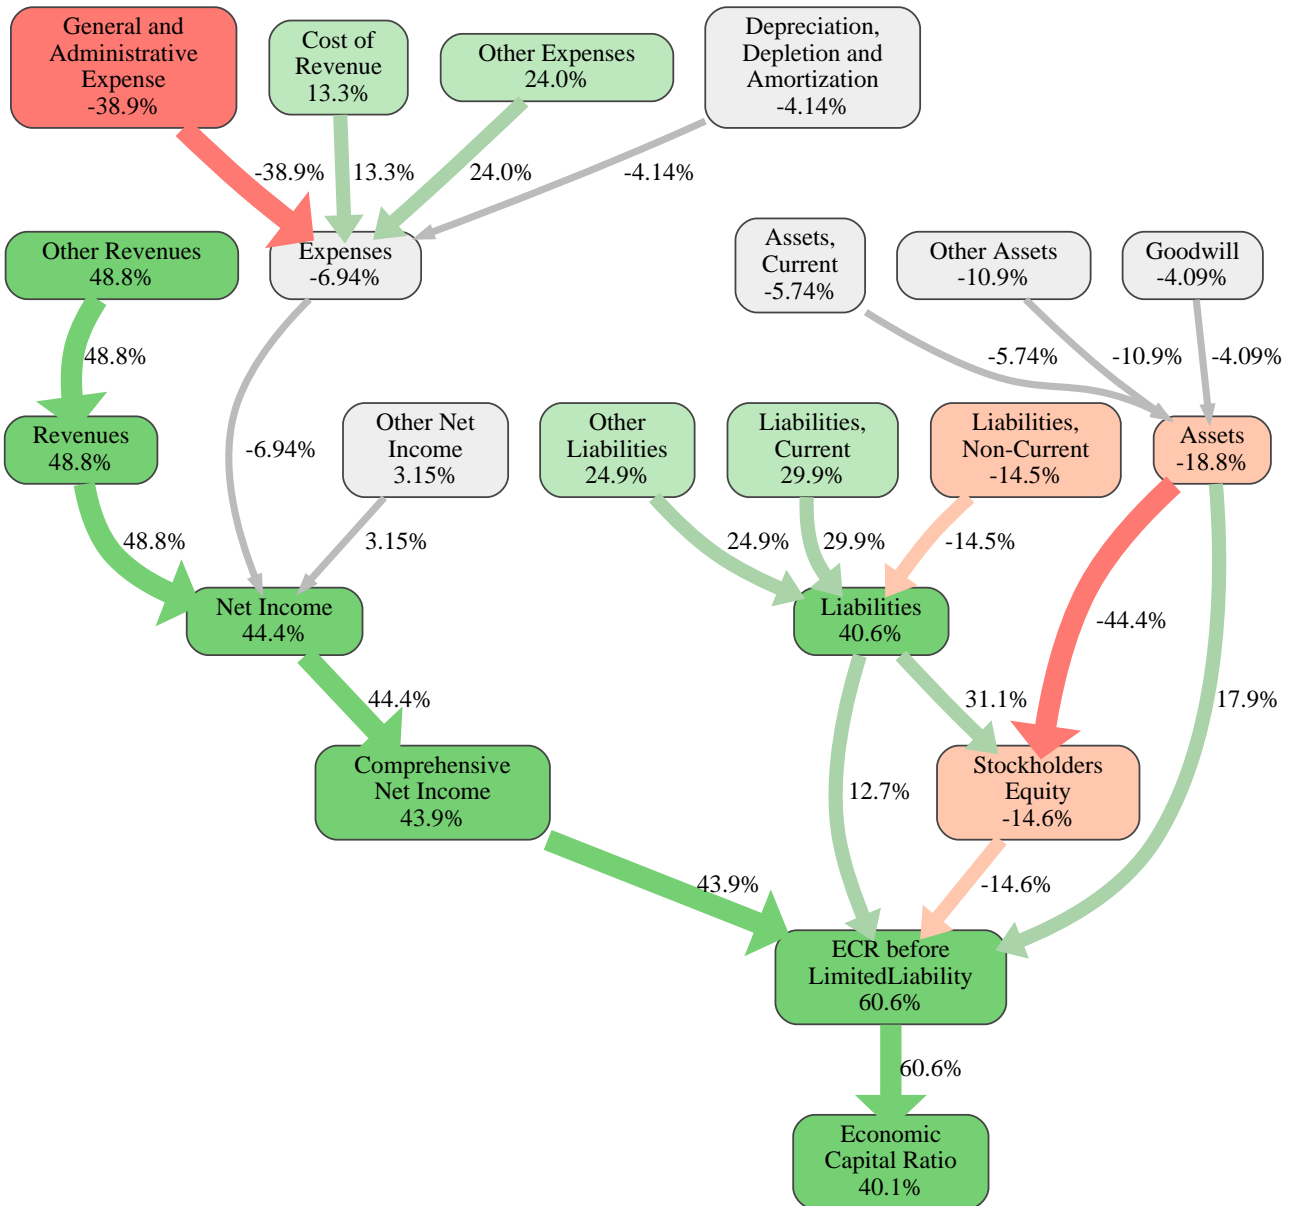 General and
Administrative
Expense
-38.9%
Cost of
Revenue
13.3%
Other Expenses
24.0%
Depreciation,
Depletion and
Amortization
-4.14%
-38.9%
13.3%
24.0%
-4.14%
Other Revenues
48.8%
Expenses
-6.94%
Assets,
Current
-5.74%
Other Assets
-10.9%
Goodwill
-4.09%
48.8%
-5.74%
-10.9%
-4.09%
Revenues
48.8%
-6.94%
Other Net
Income
3.15%
Other
Liabilities
24.9%
Liabilities,
Current
29.9%
Liabilities,
Non-Current
-14.5%
Assets
-18.8%
48.8%
3.15%
24.9%
29.9%
-14.5%
Net Income
44.4%
Liabilities
40.6%
-44.4%
44.4%
31.1%
17.9%
Comprehensive
Net Income
43.9%
12.7%
Stockholders
Equity
-14.6%
43.9%
-14.6%
ECR before
LimitedLiability
60.6%
60.6%
Economic
Capital Ratio
40.1%